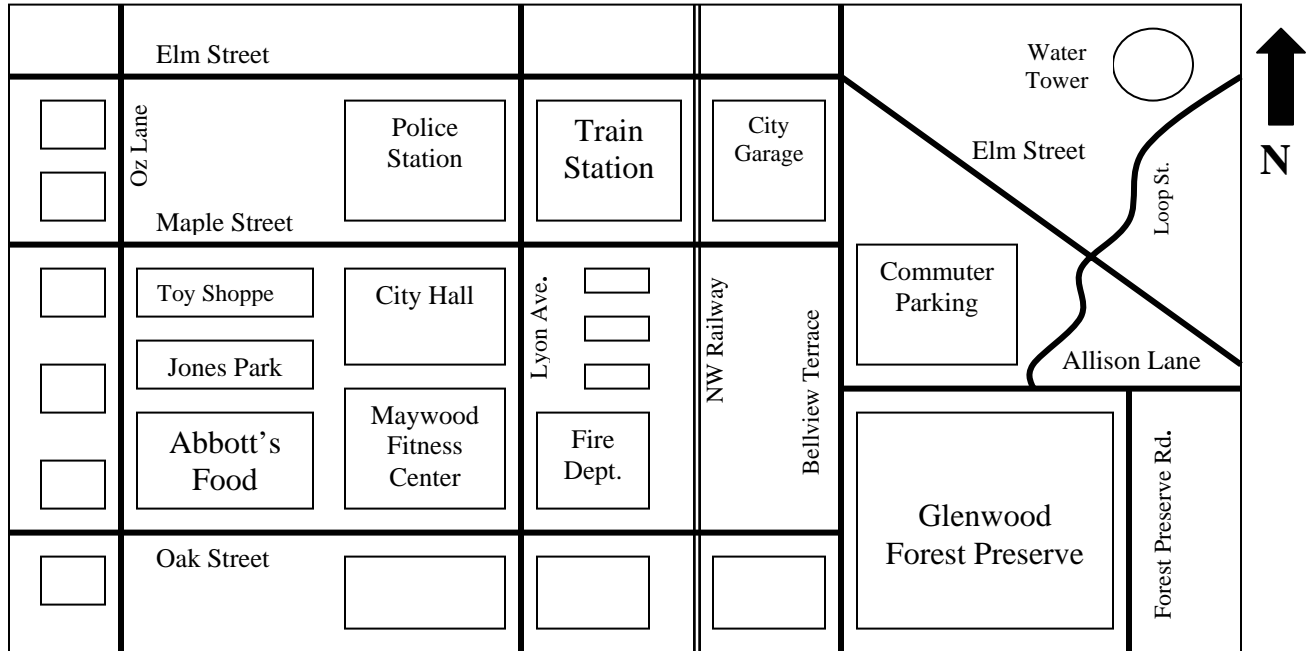 Elm Street
Water
Tower
Oz Lane
Police
Station
Train
Station
City
Garage
Elm Street
Loop St.
N
Maple Street
Toy Shoppe
City Hall
Lyon Ave.
NW Railway
Bellview Terrace
Commuter
Parking
Jones Park
Allison Lane
Abbott’s
Food
Maywood
Fitness
Center
Fire
Dept.
Glenwood
Forest Preserve
Forest Preserve Rd.
Oak Street